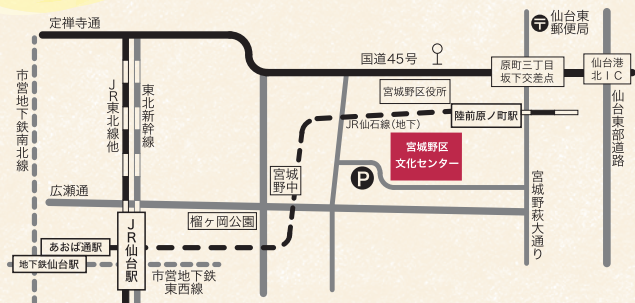 定禅寺通
仙台東
郵便局
国道45号
原町三丁目
坂下交差点
仙台港
北IC
市営地下鉄南北線
JR東北線他
東北新幹線
宮城野区役所
陸前原ノ町駅
JR仙石線(地下)
仙台東部道路
宮城野区
文化センター
P
宮城
野中
宮城野萩大通り
広瀬通
榴ヶ岡公園
JR仙台駅
あおば通駅
地下鉄仙台駅
市営地下鉄
東西線